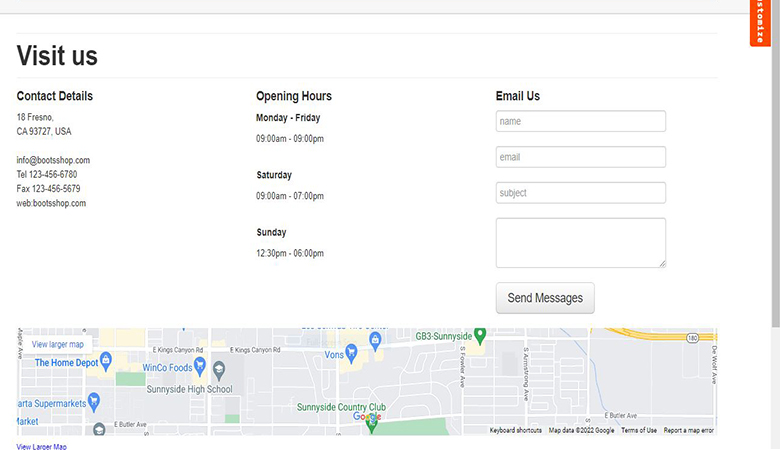 Visit us
Contact Details
18 Fresno,
CA 93727, USA
info@bootsshop.com
Tel 123-456-6780
Fax 123-456-5679
web:bootsshop.com
Opening Hours
Monday - Friday
09:00am - 09:00pm
Saturday
09:00am - 07:00pm
Sunday
12:30pm - 06:00pm
Email Us
name
email
subject
Send Messages
View larger map
The Home Depot
E Kings Canyon Rd
WinCo Foods
Sunnyside High School
E Kings Canyon Rd
Vons
GB3-Sunnyside
180
S Fowler Ave
S Armstrong Ave
De Wolf Ave
Sunnyside Country Club
Google
E Butler Ave
E Butler Ave
Keyboard shortcuts
Map data ©2022 Google
Terms of Use
Report a map error
View Larger Map